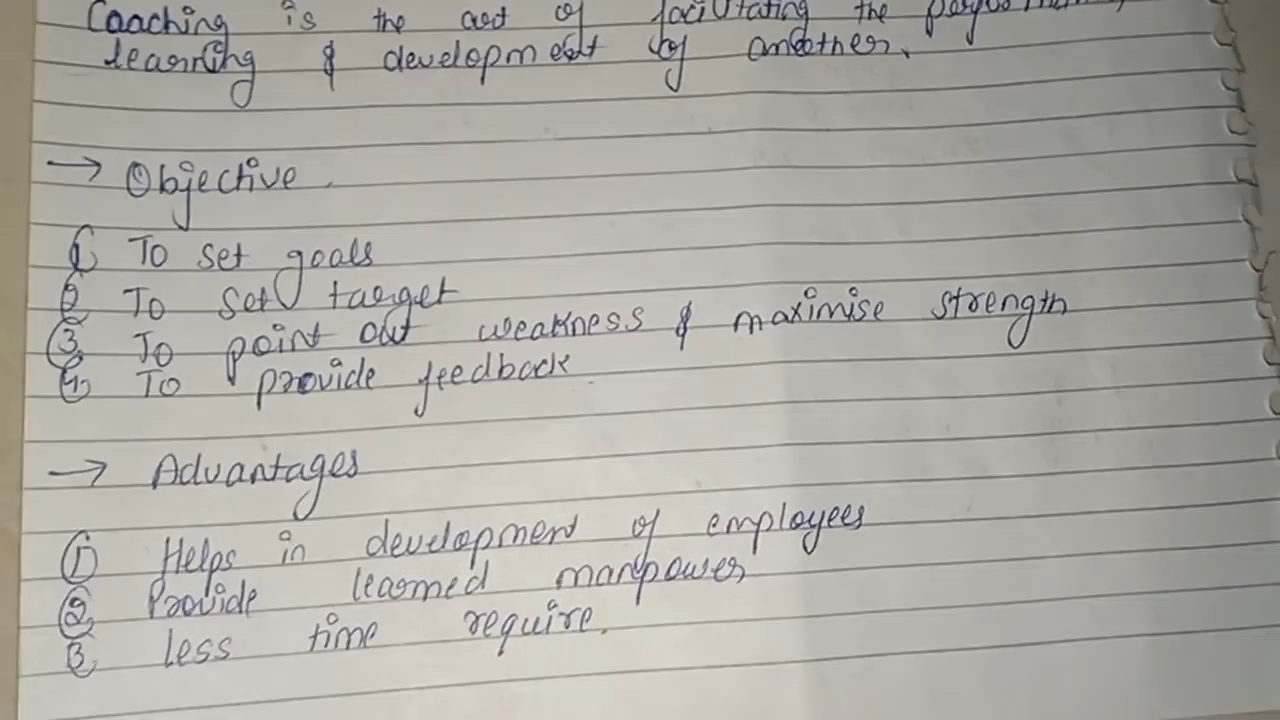 Coaching is the act of facilitating the
learning & development of another.
→ Objective
1 To set goals
2 To set target
3 To point out weakness & maximise strength
4 To provide feedback
→ Advantages
1 Helps in development of employees
2 Provide learned manpower
3 less time require.